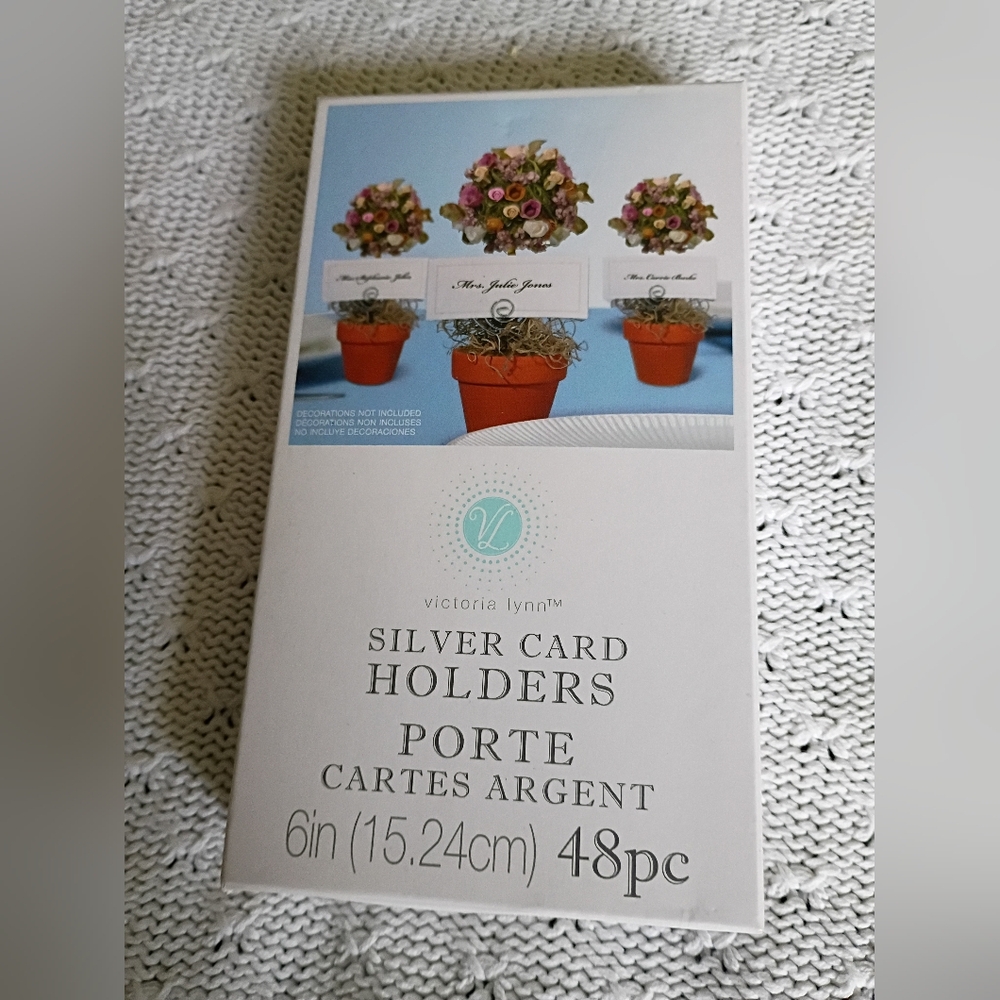 Mrs. Julie Jones
DECORATIONS NOT INCLUDED
DÉCORATIONS NON INCLUSES
NO INCLUYE DECORACIONES
VL
victoria lynn™
SILVER CARD
HOLDERS
PORTE
CARTES ARGENT
6in (15.24cm) 48pc